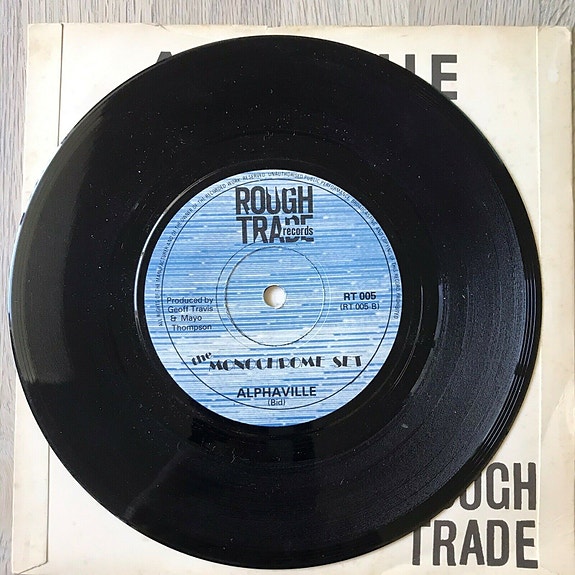 A
LLE
ROUGH
TRADE
records
RT 005
(RT 005-B)
Produced by
Geoff Travis
& Mayo
Thompson
the MONOCHROME SET
ALPHAVILLE
(Bid)
OUGH
TRADE